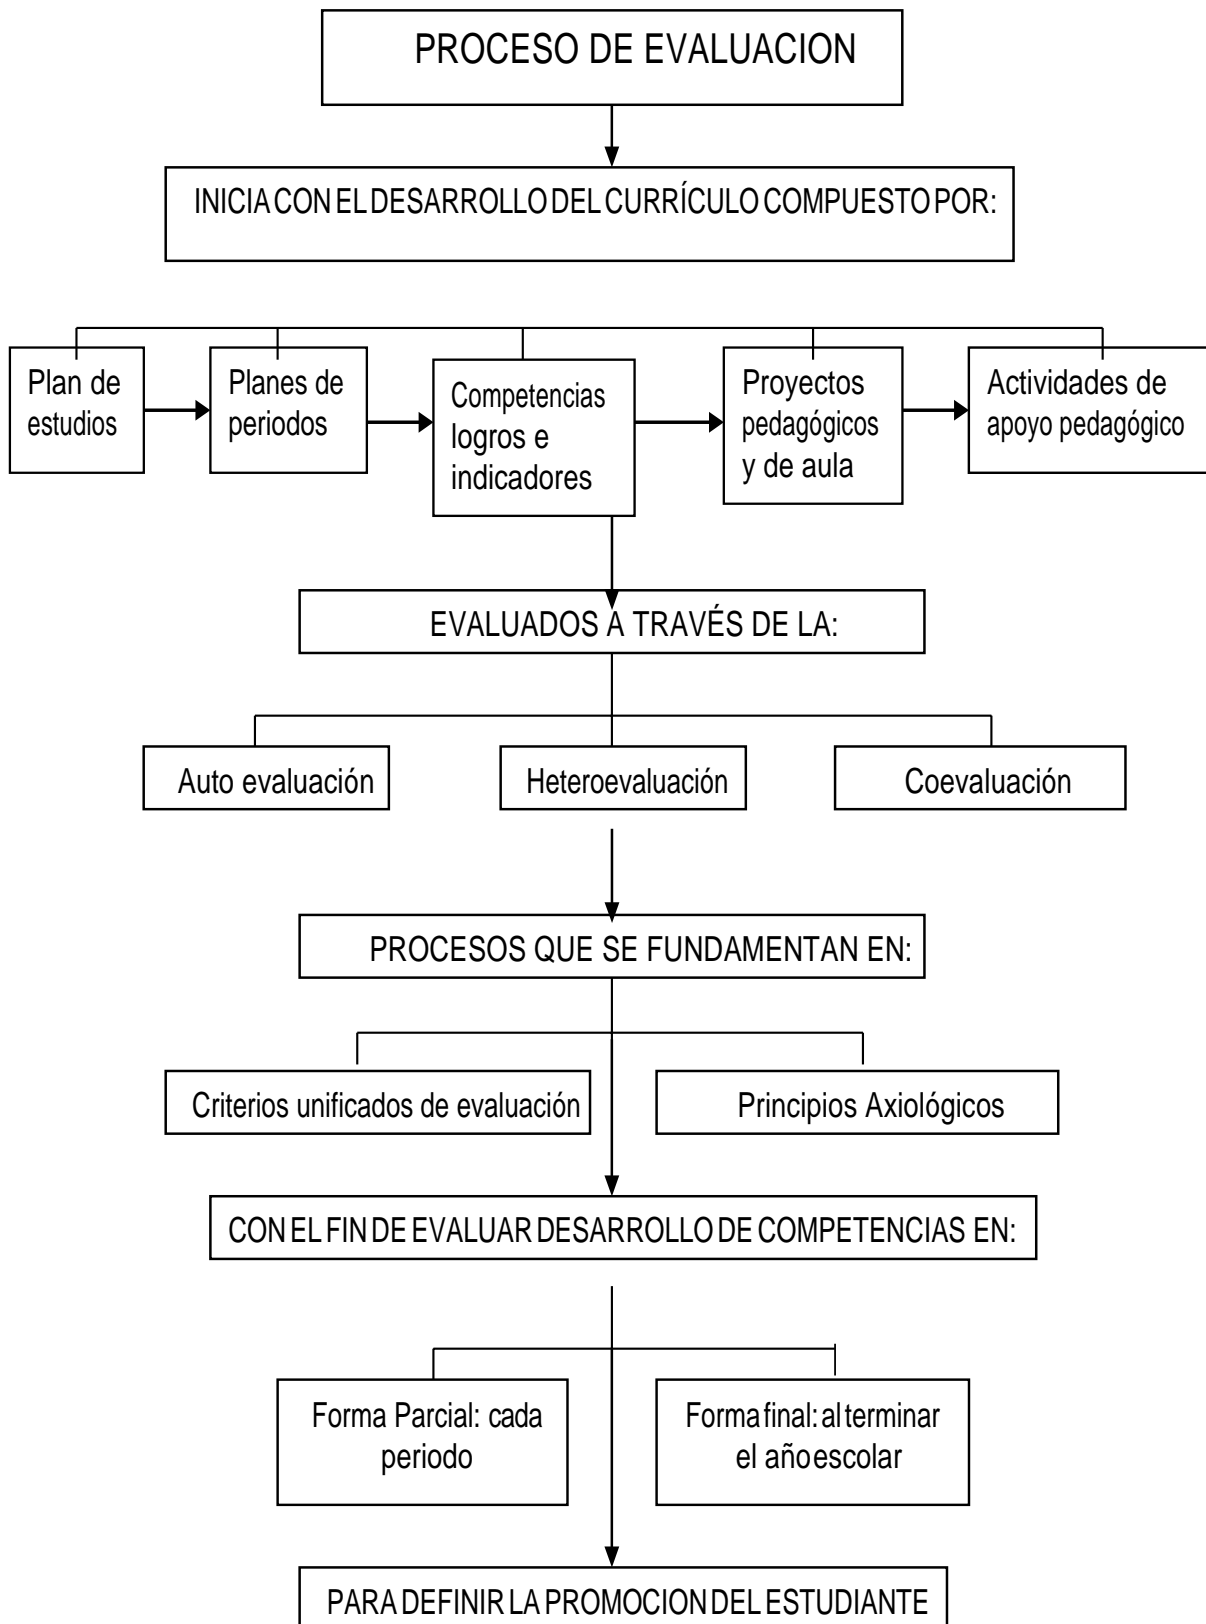 PROCESO DE EVALUACION
INICIA CON EL DESARROLLO DEL CURRÍCULO COMPUESTO POR:
Plan de
estudios
Planes de
periodos
Competencias
logros e
indicadores
Proyectos
pedagógicos
y de aula
Actividades de
apoyo pedagógico
EVALUADOS A TRAVÉS DE LA:
Auto evaluación
Heteroevaluación
Coevaluación
PROCESOS QUE SE FUNDAMENTAN EN:
Criterios unificados de evaluación
Principios Axiológicos
CON EL FIN DE EVALUAR DESARROLLO DE COMPETENCIAS EN:
Forma Parcial: cada
periodo
Forma final: al terminar
el año escolar
PARA DEFINIR LA PROMOCION DEL ESTUDIANTE